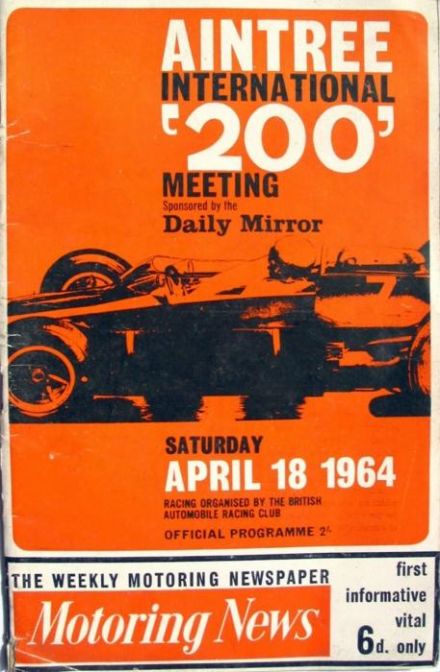 AINTREE
INTERNATIONAL
'200'
MEETING
Sponsored by the
Daily Mirror
7
SATURDAY
APRIL 18 1964
RACING ORGANISED BY THE BRITISH
AUTOMOBILE RACING CLUB
OFFICIAL PROGRAMME 2/-
THE WEEKLY MOTORING NEWSPAPER
Motoring News
first
informative
vital
6d. only